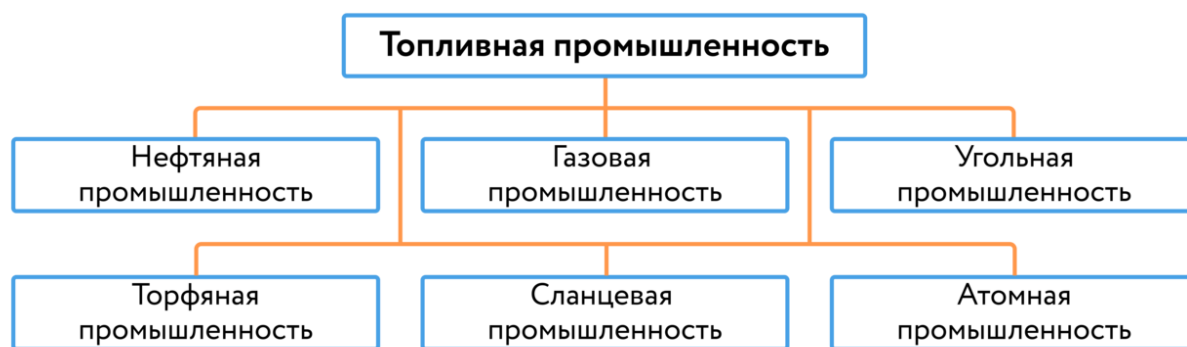 Топливная промышленность
Нефтяная
промышленность
Газовая
промышленность
Угольная
промышленность
Торфяная
промышленность
Сланцевая
промышленность
Атомная
промышленность